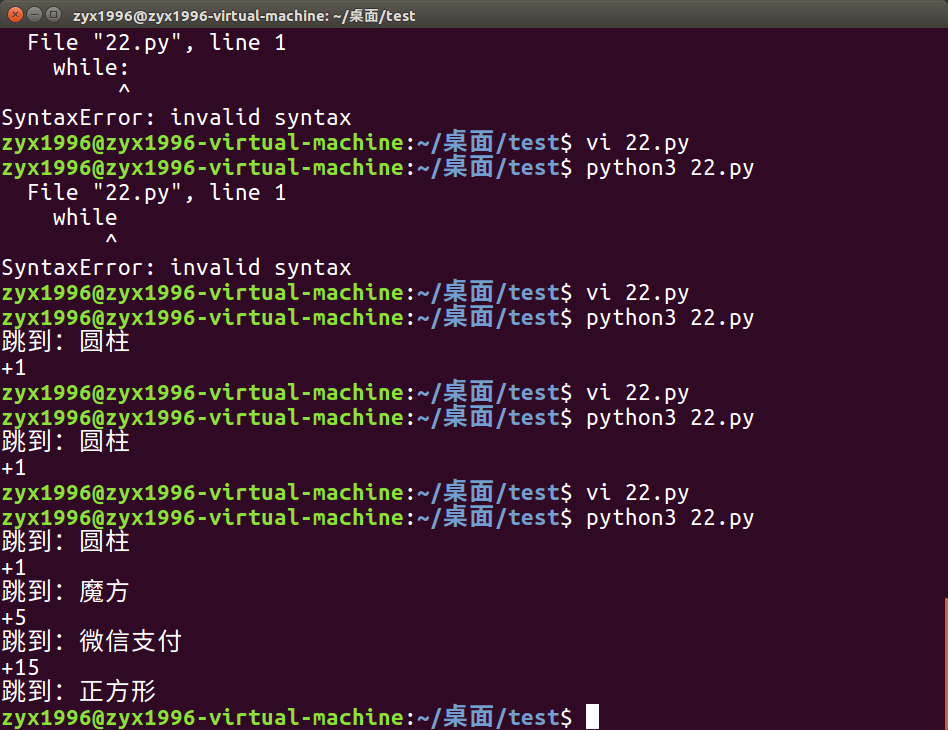 zyx1996@zyx1996-virtual-machine: ~/桌面/test
  File "22.py", line 1
    while:
         ^
SyntaxError: invalid syntax
zyx1996@zyx1996-virtual-machine:~/桌面/test$ vi 22.py
zyx1996@zyx1996-virtual-machine:~/桌面/test$ python3 22.py
  File "22.py", line 1
    while
        ^
SyntaxError: invalid syntax
zyx1996@zyx1996-virtual-machine:~/桌面/test$ vi 22.py
zyx1996@zyx1996-virtual-machine:~/桌面/test$ python3 22.py
跳到: 圆柱
+1
zyx1996@zyx1996-virtual-machine:~/桌面/test$ vi 22.py
zyx1996@zyx1996-virtual-machine:~/桌面/test$ python3 22.py
跳到: 圆柱
+1
zyx1996@zyx1996-virtual-machine:~/桌面/test$ vi 22.py
zyx1996@zyx1996-virtual-machine:~/桌面/test$ python3 22.py
跳到: 圆柱
+1
跳到: 魔方
+5
跳到: 微信支付
+15
跳到: 正方形
zyx1996@zyx1996-virtual-machine:~/桌面/test$